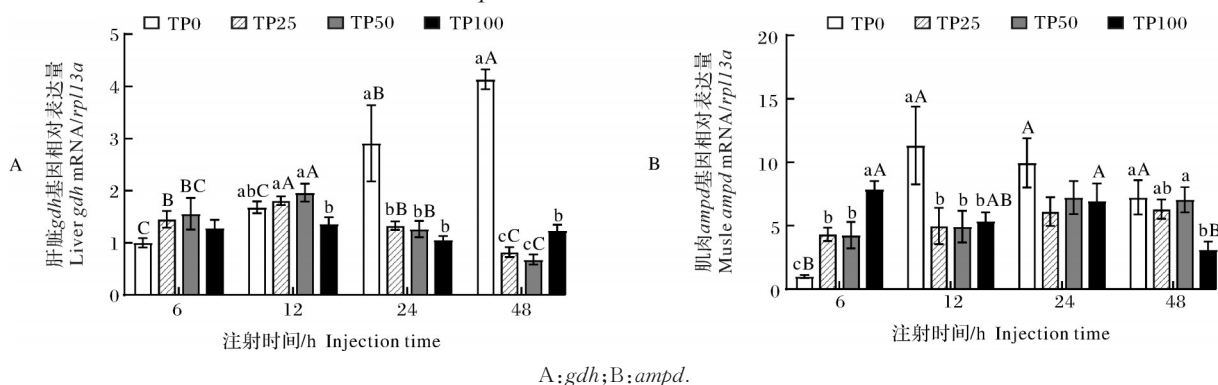 TP0 TP25 TP50 TP100
A
肝脏gdh基因相对表达量
Liver gdh mRNA/rpl13a
5
4
3
2
1
0
C B BC
abC aA aA b
aB bB bB b
aA cC cC b
6 12 24 48
注射时间/h Injection time
TP0 TP25 TP50 TP100
B
肌肉ampd基因相对表达量
Musle ampd mRNA/rpl13a
20
15
10
5
0
cB b b aA
aA b b bAB
A A
aA ab a bB
6 12 24 48
注射时间/h Injection time
A:gdh;B:ampd.